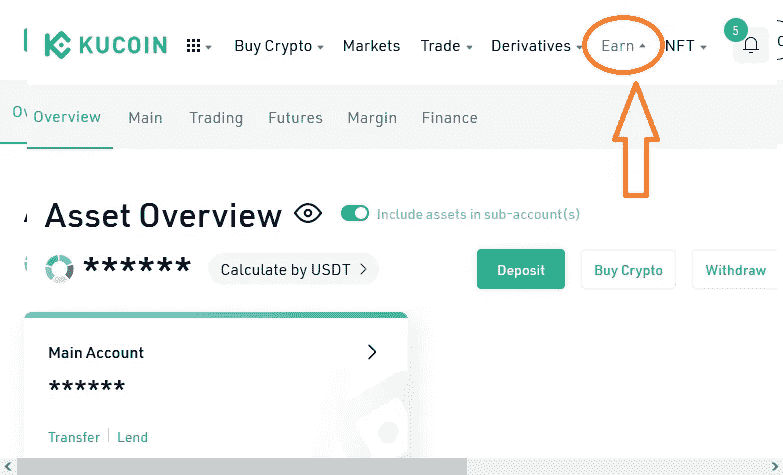 KUCOIN Buy Crypto Markets Trade Derivatives Earn NFT 5
Overview Main Trading Futures Margin Finance
Asset Overview Include assets in sub-account(s)
****** Calculate by USDT Deposit Buy Crypto Withdraw
Main Account
******
Transfer Lend